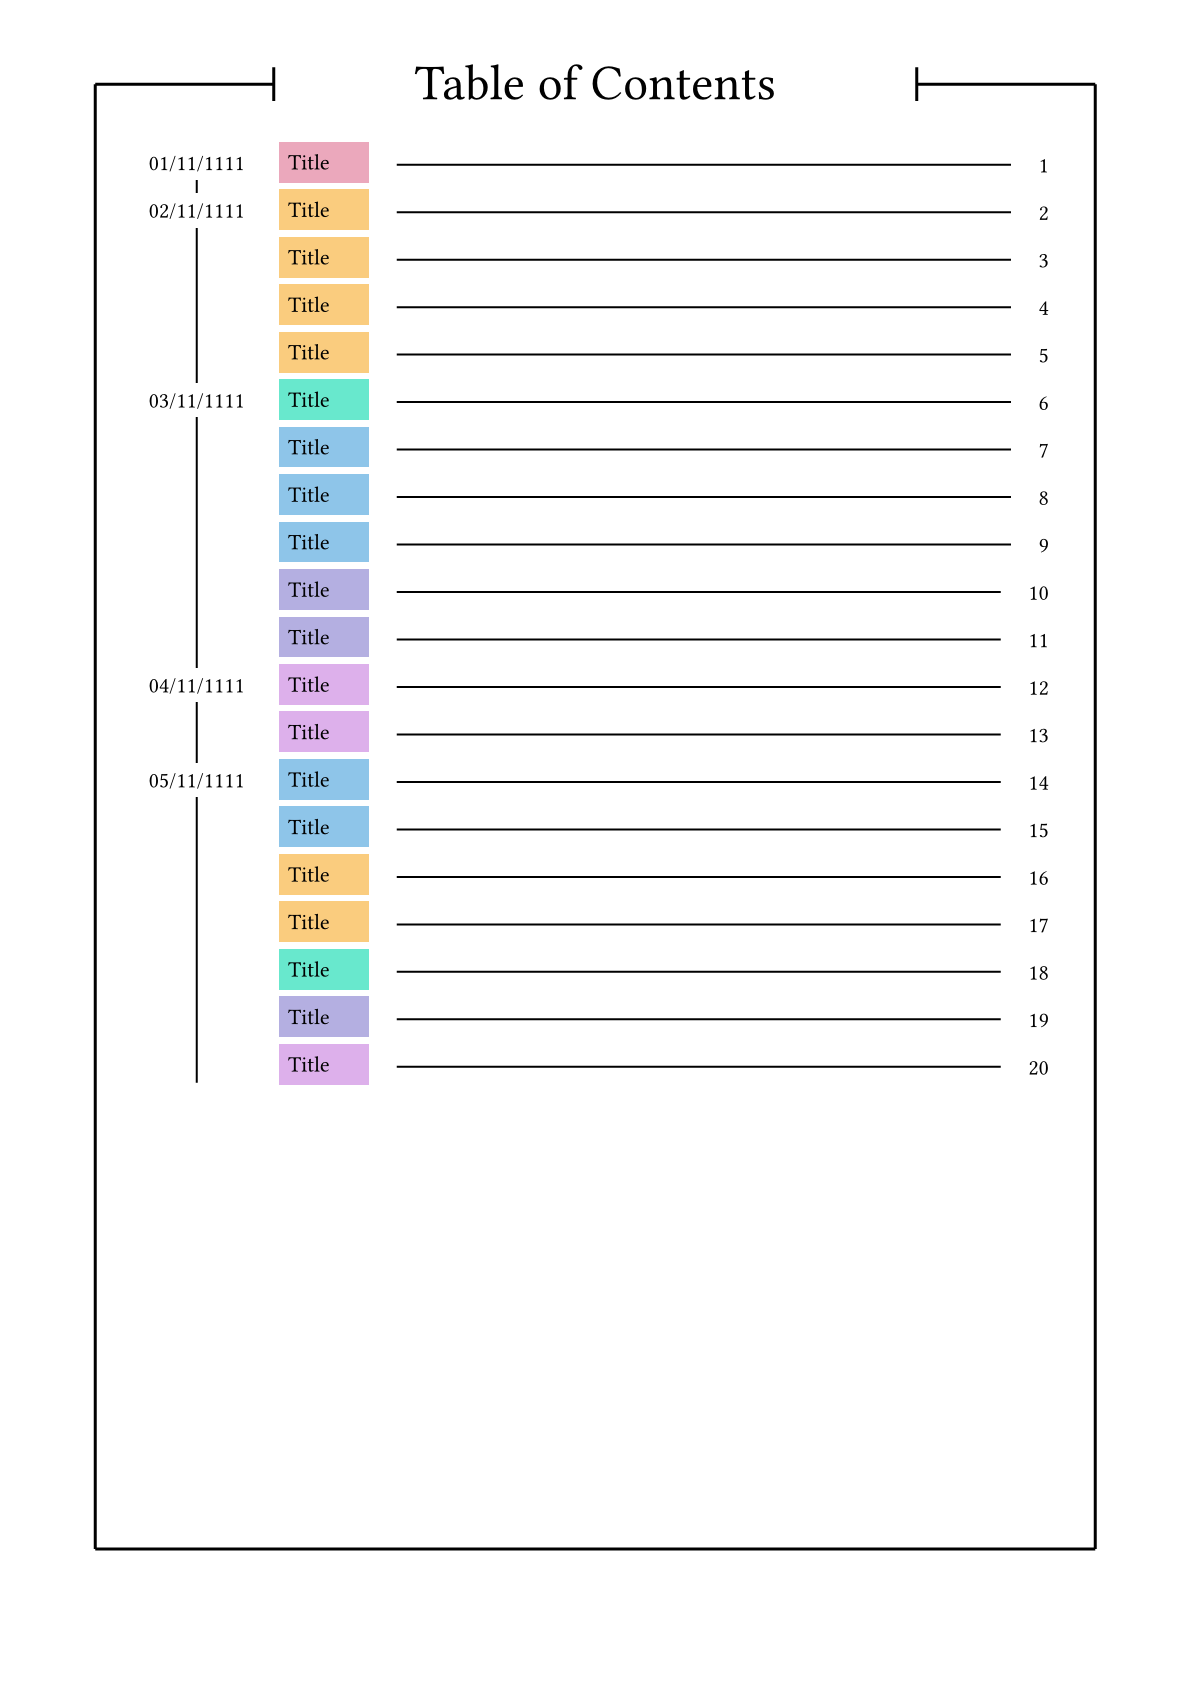 Table of Contents
01/11/1111 Title 1
02/11/1111 Title 2
Title 3
Title 4
Title 5
03/11/1111 Title 6
Title 7
Title 8
Title 9
Title 10
Title 11
04/11/1111 Title 12
Title 13
05/11/1111 Title 14
Title 15
Title 16
Title 17
Title 18
Title 19
Title 20